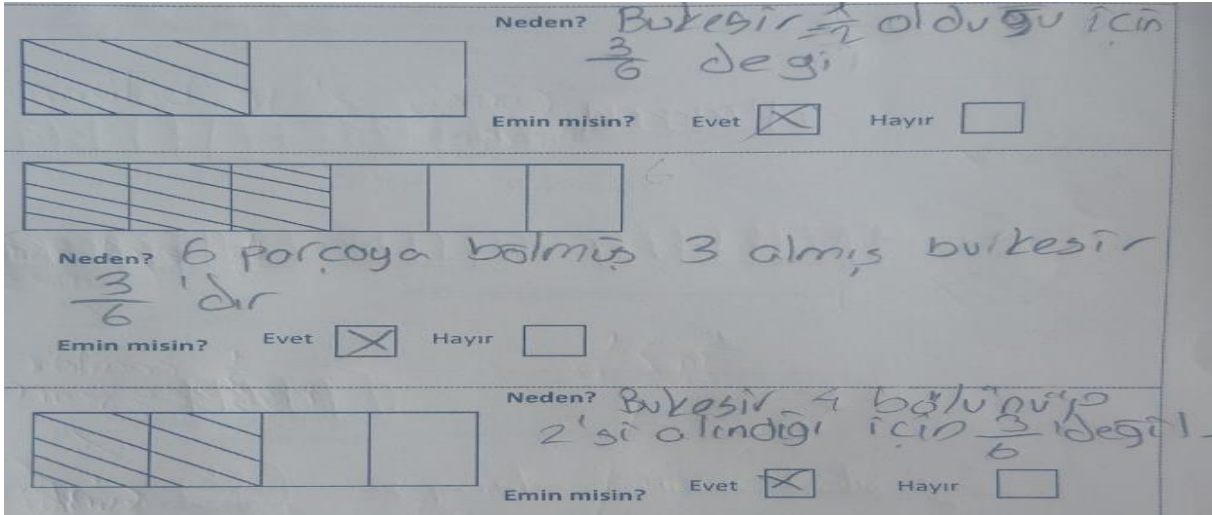 Neden? Bu kesir 1/2 olduğu için
3/6 değil
Emin misin? Evet ☒ Hayır ☐
Neden? 6 parçaya bölmüş 3 almış bu kesir
3/6 'dır
Emin misin? Evet ☒ Hayır ☐
Neden? Bu kesir 4 bölünüp
2'si alındığı için 3/6 değil.
Emin misin? Evet ☒ Hayır ☐